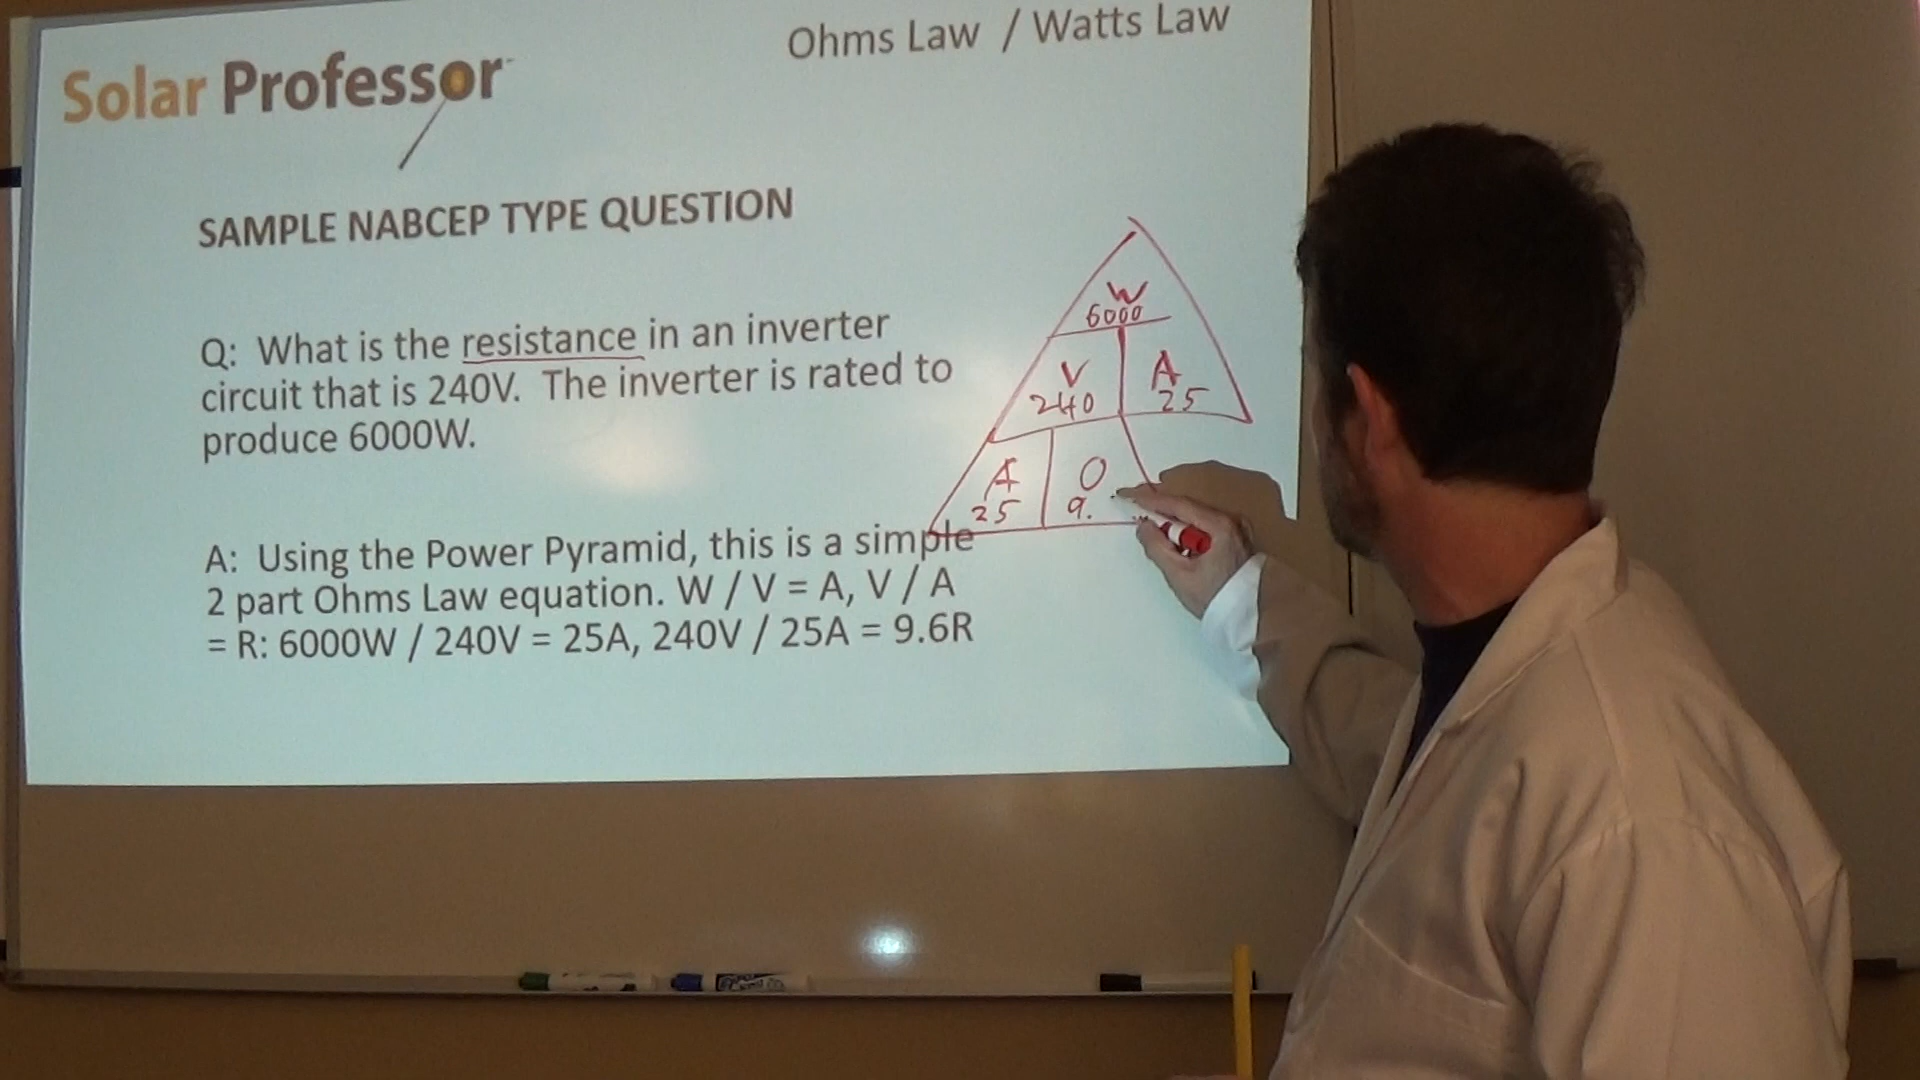 Ohms Law / Watts Law
Solar Professor
SAMPLE NABCEP TYPE QUESTION
Q: What is the resistance in an inverter
circuit that is 240V. The inverter is rated to
produce 6000W.
W
6000
V A
240 25
A O
25 9.
A: Using the Power Pyramid, this is a simple
2 part Ohms Law equation. W / V = A, V / A
= R: 6000W / 240V = 25A, 240V / 25A = 9.6R